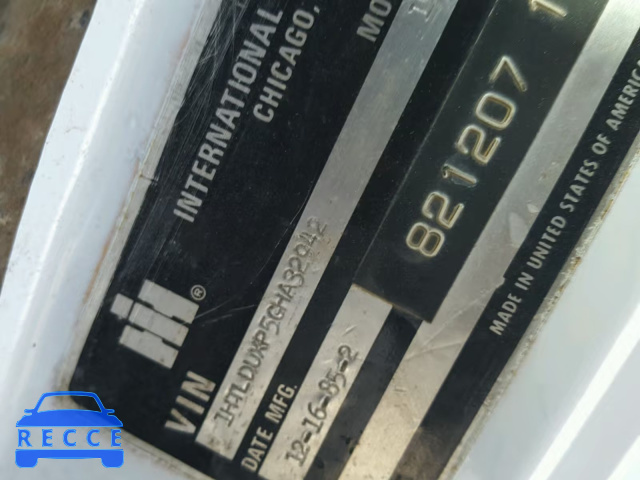 INTERNATIONAL
CHICAGO,
MO
®
VIN
1HTLDUXP5GHA32942
DATE MFG.
12-16-85-2
821207 1
MADE IN UNITED STATES OF AMERICA
RECCE